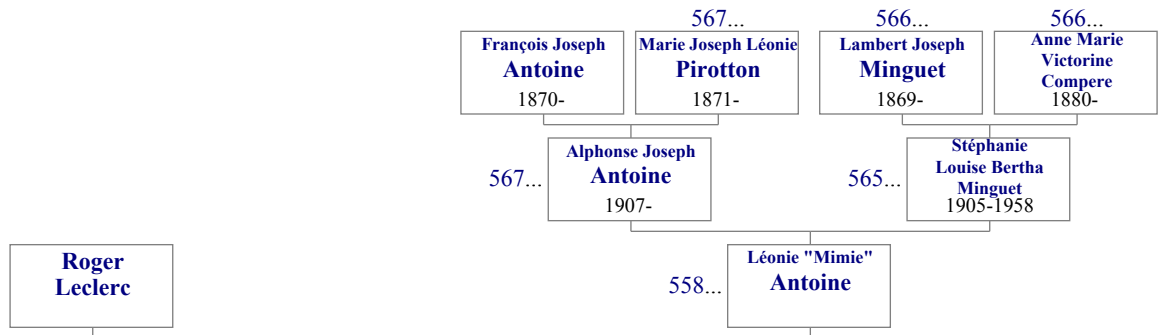 567...
566...
566...
François Joseph
Antoine
1870-
Marie Joseph Léonie
Pirotton
1871-
Lambert Joseph
Minguet
1869-
Anne Marie
Victorine
Compere
1880-
567...
Alphonse Joseph
Antoine
1907-
565...
Stéphanie
Louise Bertha
Minguet
1905-1958
Roger
Leclerc
558...
Léonie "Mimie"
Antoine